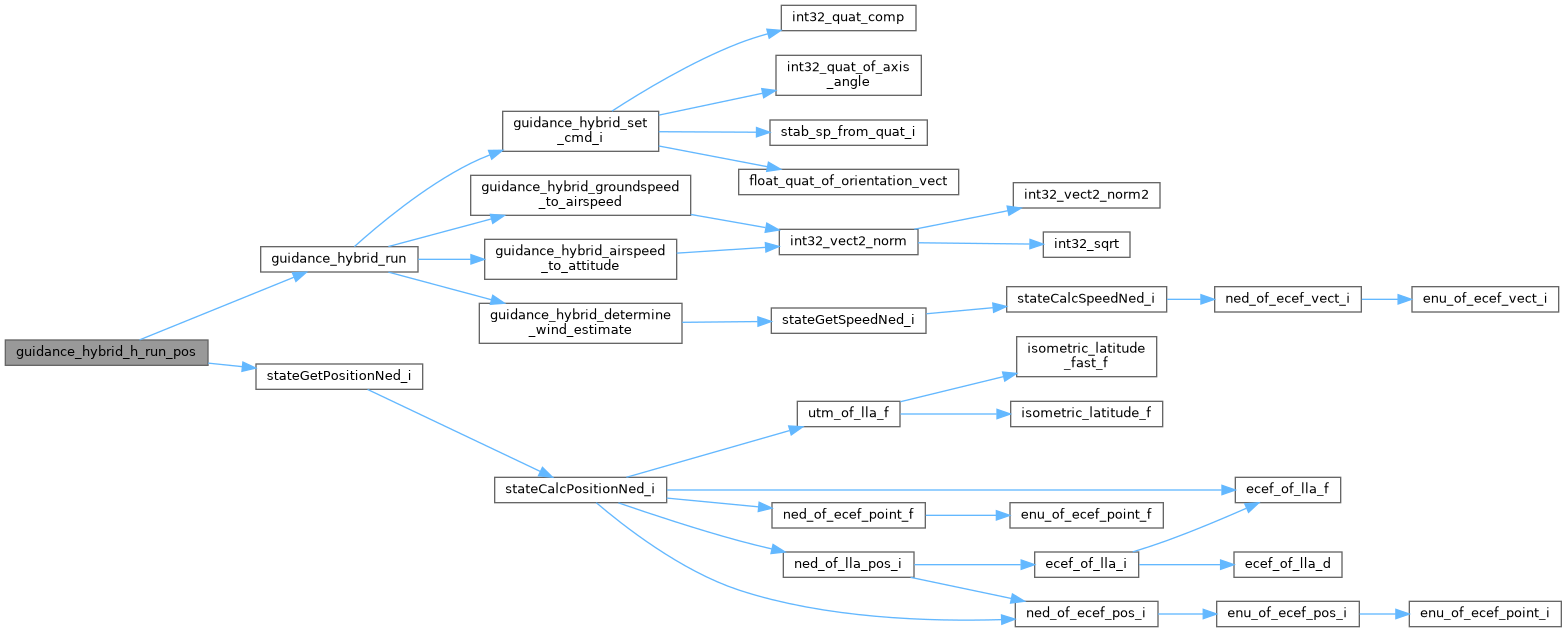 int32_quat_comp
int32_quat_of_axis
_angle
guidance_hybrid_set
_cmd_i
stab_sp_from_quat_i
float_quat_of_orientation_vect
guidance_hybrid_groundspeed
_to_airspeed
int32_vect2_norm2
int32_vect2_norm
int32_sqrt
guidance_hybrid_run
guidance_hybrid_airspeed
_to_attitude
guidance_hybrid_determine
_wind_estimate
stateGetSpeedNed_i
stateCalcSpeedNed_i
ned_of_ecef_vect_i
enu_of_ecef_vect_i
guidance_hybrid_h_run_pos
stateGetPositionNed_i
isometric_latitude
_fast_f
utm_of_lla_f
isometric_latitude_f
stateCalcPositionNed_i
ecef_of_lla_f
ned_of_ecef_point_f
enu_of_ecef_point_f
ned_of_lla_pos_i
ecef_of_lla_i
ecef_of_lla_d
ned_of_ecef_pos_i
enu_of_ecef_pos_i
enu_of_ecef_point_i